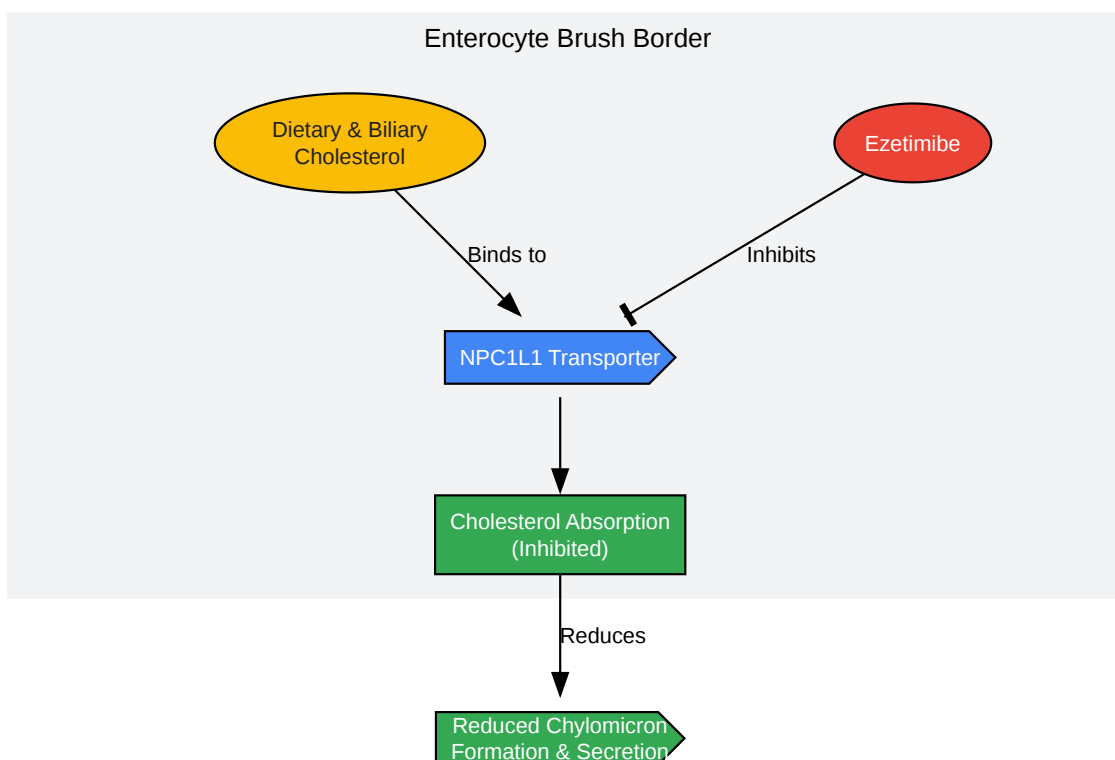 Enterocyte Brush Border
Dietary & Biliary
Cholesterol
Ezetimibe
Binds to
Inhibits
NPC1L1 Transporter
Cholesterol Absorption
(Inhibited)
Reduces
Reduced Chylomicron
Formation & Secretion